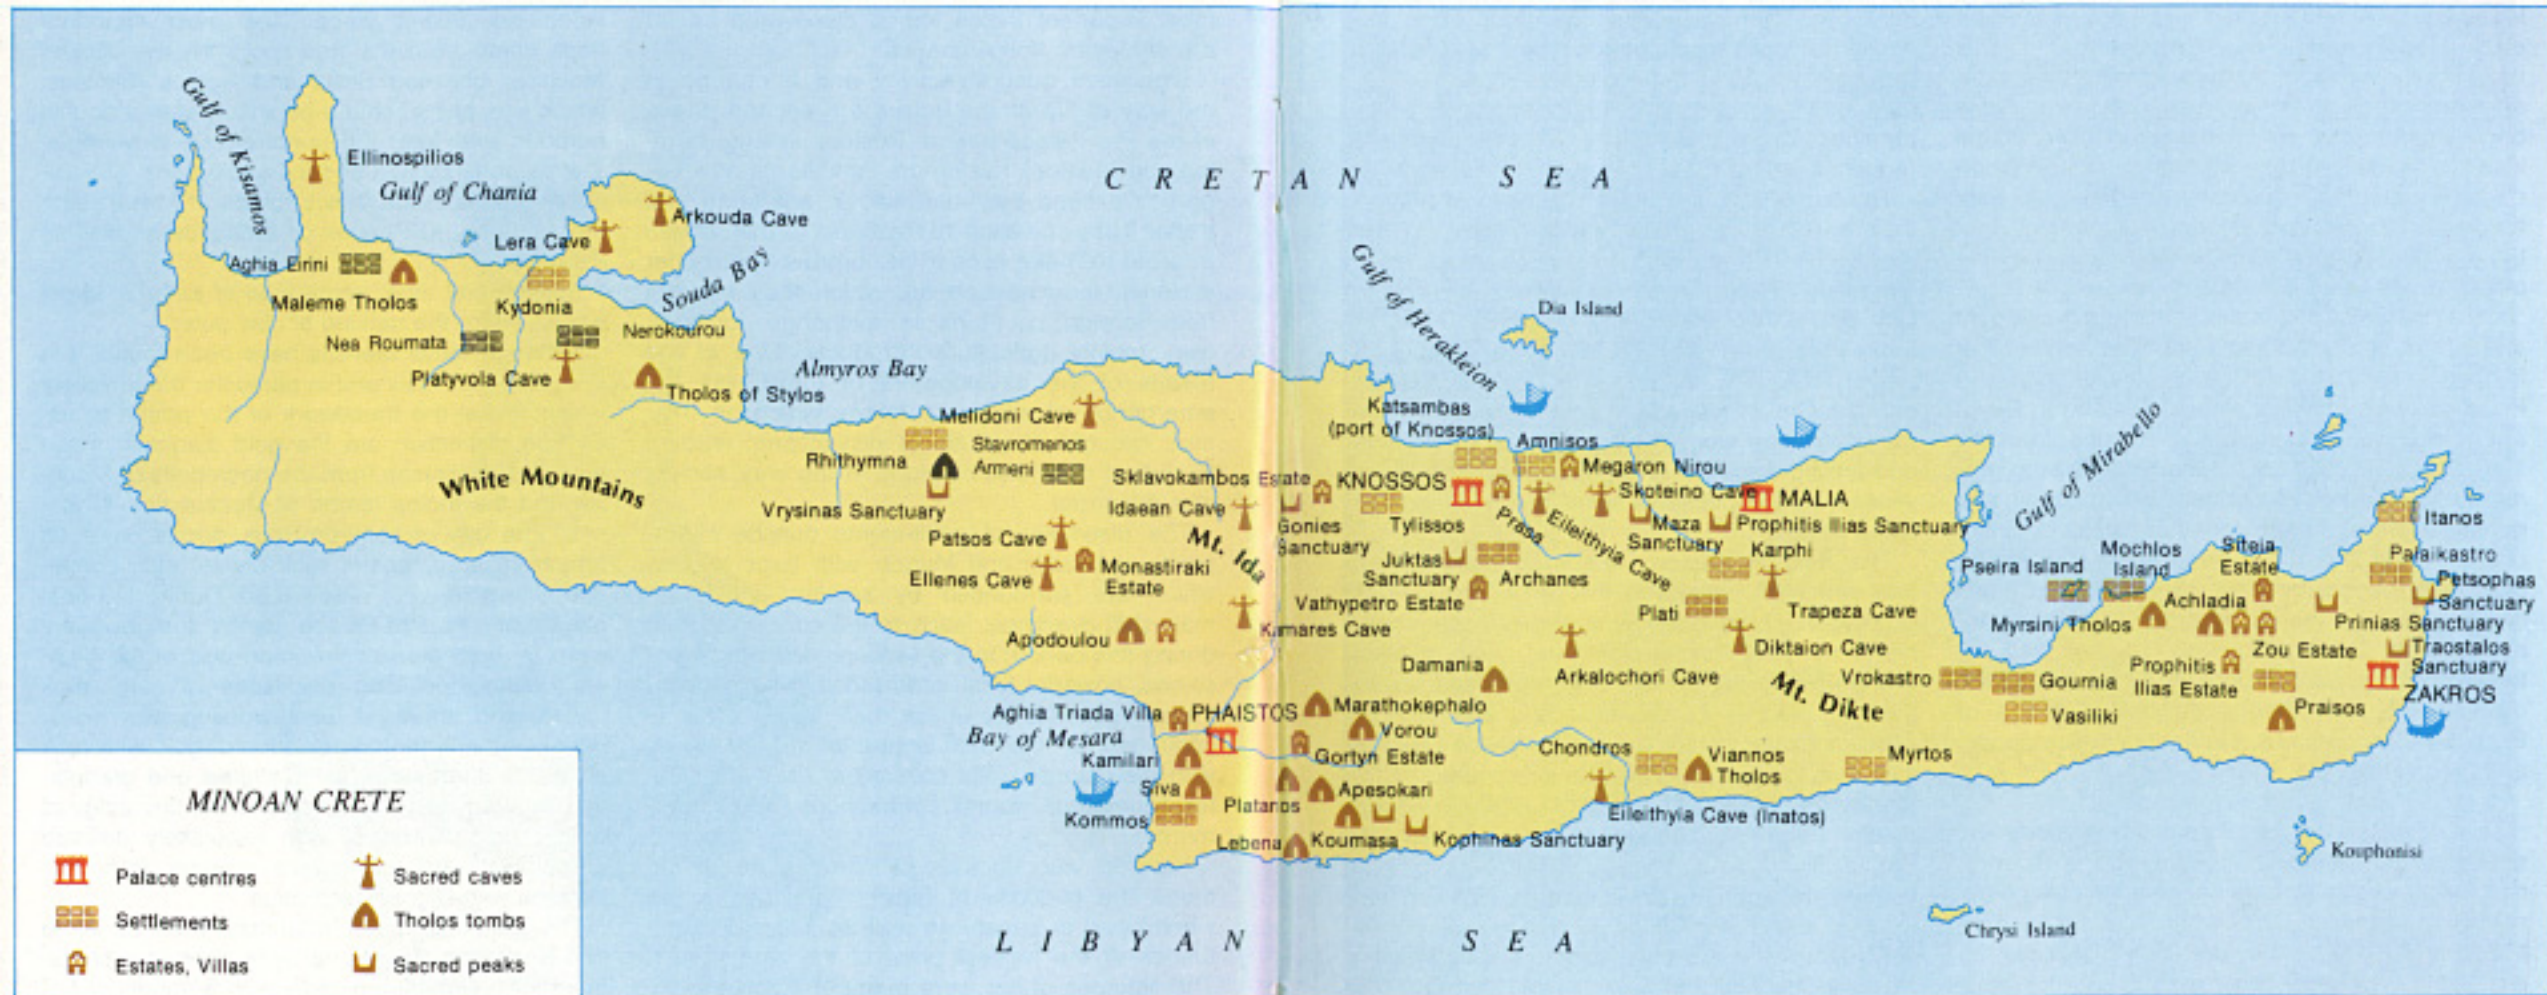 Gulf of Kisamos
Ellinospilios
Gulf of Chania
Arkouda Cave
Lera Cave
Souda Bay
Aghia Eirini
Maleme Tholos
Kydonia
Nea Roumata
Nerokourou
Platyvola Cave
Tholos of Stylos
Almyros Bay
White Mountains
CRETAN SEA
Gulf of Herakleion
Dia Island
Melidoni Cave
Stavromenos
Rhithymna
Armeni
Vrysinas Sanctuary
Sklavokambos Estate
Idaean Cave
Patsos Cave
Ellenes Cave
Monastiraki
Estate
Mt. Ida
Apodoulou
Kamares Cave
Katsambas
(port of Knossos)
Amnisos
Megaron Nirou
KNOSSOS
Skoteino Cave
MALIA
Gonies
Sanctuary
Tylissos
Prasa
Eileithyia Cave
Maza
Sanctuary
Prophitis Ilias Sanctuary
Karphi
Juktas
Sanctuary
Archanes
Vathypetro Estate
Plati
Trapeza Cave
Diktaion Cave
Damania
Arkalochori Cave
Mt. Dikte
Gulf of Mirabello
Pseira Island
Mochlos
Island
Siteia
Estate
Itanos
Palaikastro
Petsophas
Sanctuary
Achladia
Myrsini Tholos
Prinias Sanctuary
Zou Estate
Traostalos
Sanctuary
Prophitis
Ilias Estate
ZAKROS
Praisos
Vrokastro
Gournia
Vasiliki
Myrtos
Aghia Triada Villa
PHAISTOS
Marathokephalo
Vorou
Bay of Mesara
Kamilari
Gortyn Estate
Siva
Platanos
Apesokari
Kommos
Lebena
Koumasa
Kophinas Sanctuary
Chondros
Viannos
Tholos
Eileithyia Cave (Inatos)
Kouphonisi
Chrysi Island
LIBYAN SEA
MINOAN CRETE
Palace centres
Sacred caves
Settlements
Tholos tombs
Estates, Villas
Sacred peaks